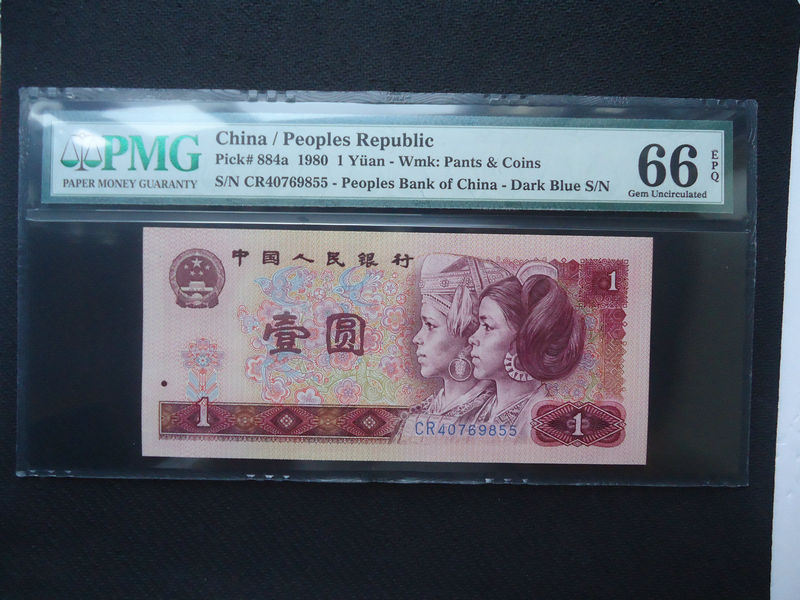 PMG
PAPER MONEY GUARANTY
China / Peoples Republic
Pick# 884a 1980 1 Yüan - Wmk: Pants & Coins
S/N CR40769855 - Peoples Bank of China - Dark Blue S/N
66 EPQ
Gem Uncirculated
中国人民银行
1
壹圆
1
CR40769855
1